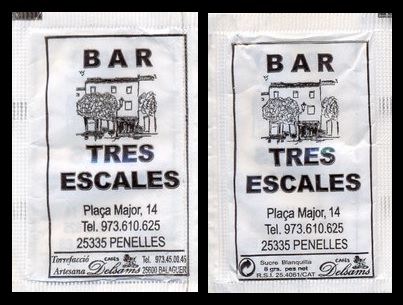 BAR
TRES
ESCALES
Plaça Major, 14
Tel. 973.610.625
25335 PENELLES
Torrefacció
Artesana
CAFÈS
Delsams
Tel. 973.45.00.45
25600 BALAGUER
BAR
TRES
ESCALES
Plaça Major, 14
Tel. 973.610.625
25335 PENELLES
Sucre Blanquilla
8 grs. pes net
R.S.I. 25.4061/CAT
CAFÈS
Delsams